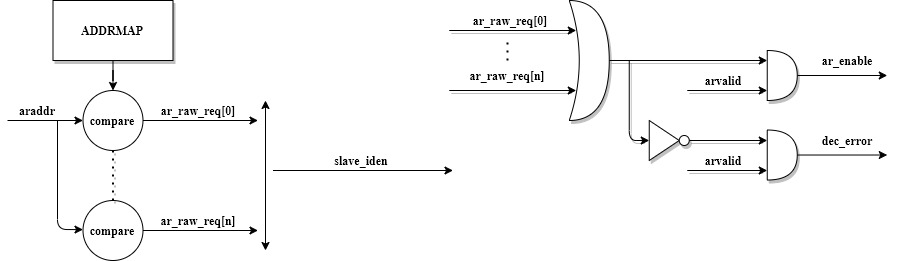 ADDRMAP
araddr
compare
ar_raw_req[0]
compare
ar_raw_req[n]
slave_iden
ar_raw_req[0]
ar_raw_req[n]
ar_enable
arvalid
dec_error
arvalid